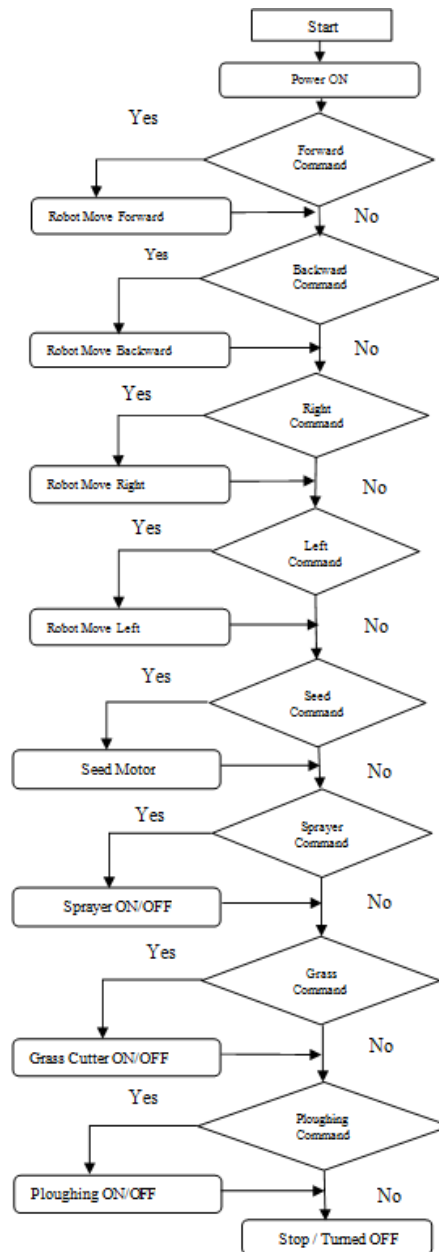 Start
Power ON
Yes
Forward
Command
Robot Move Forward
No
Yes
Backward
Command
Robot Move Backward
No
Yes
Right
Command
Robot Move Right
No
Yes
Left
Command
Robot Move Left
No
Yes
Seed
Command
Seed Motor
No
Yes
Sprayer
Command
Sprayer ON/OFF
No
Yes
Grass
Command
Grass Cutter ON/OFF
No
Yes
Ploughing
Command
Ploughing ON/OFF
No
Stop / Turned OFF